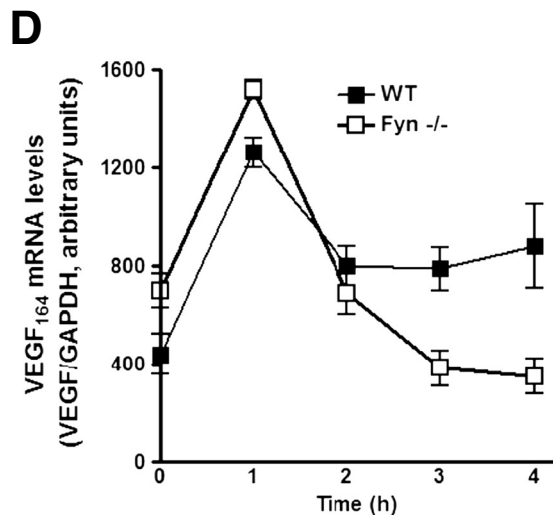 D
VEGF₁₆₄ mRNA levels
(VEGF/GAPDH, arbitrary units)
1600
1200
800
400
0
WT
Fyn -/-
0 1 2 3 4
Time (h)